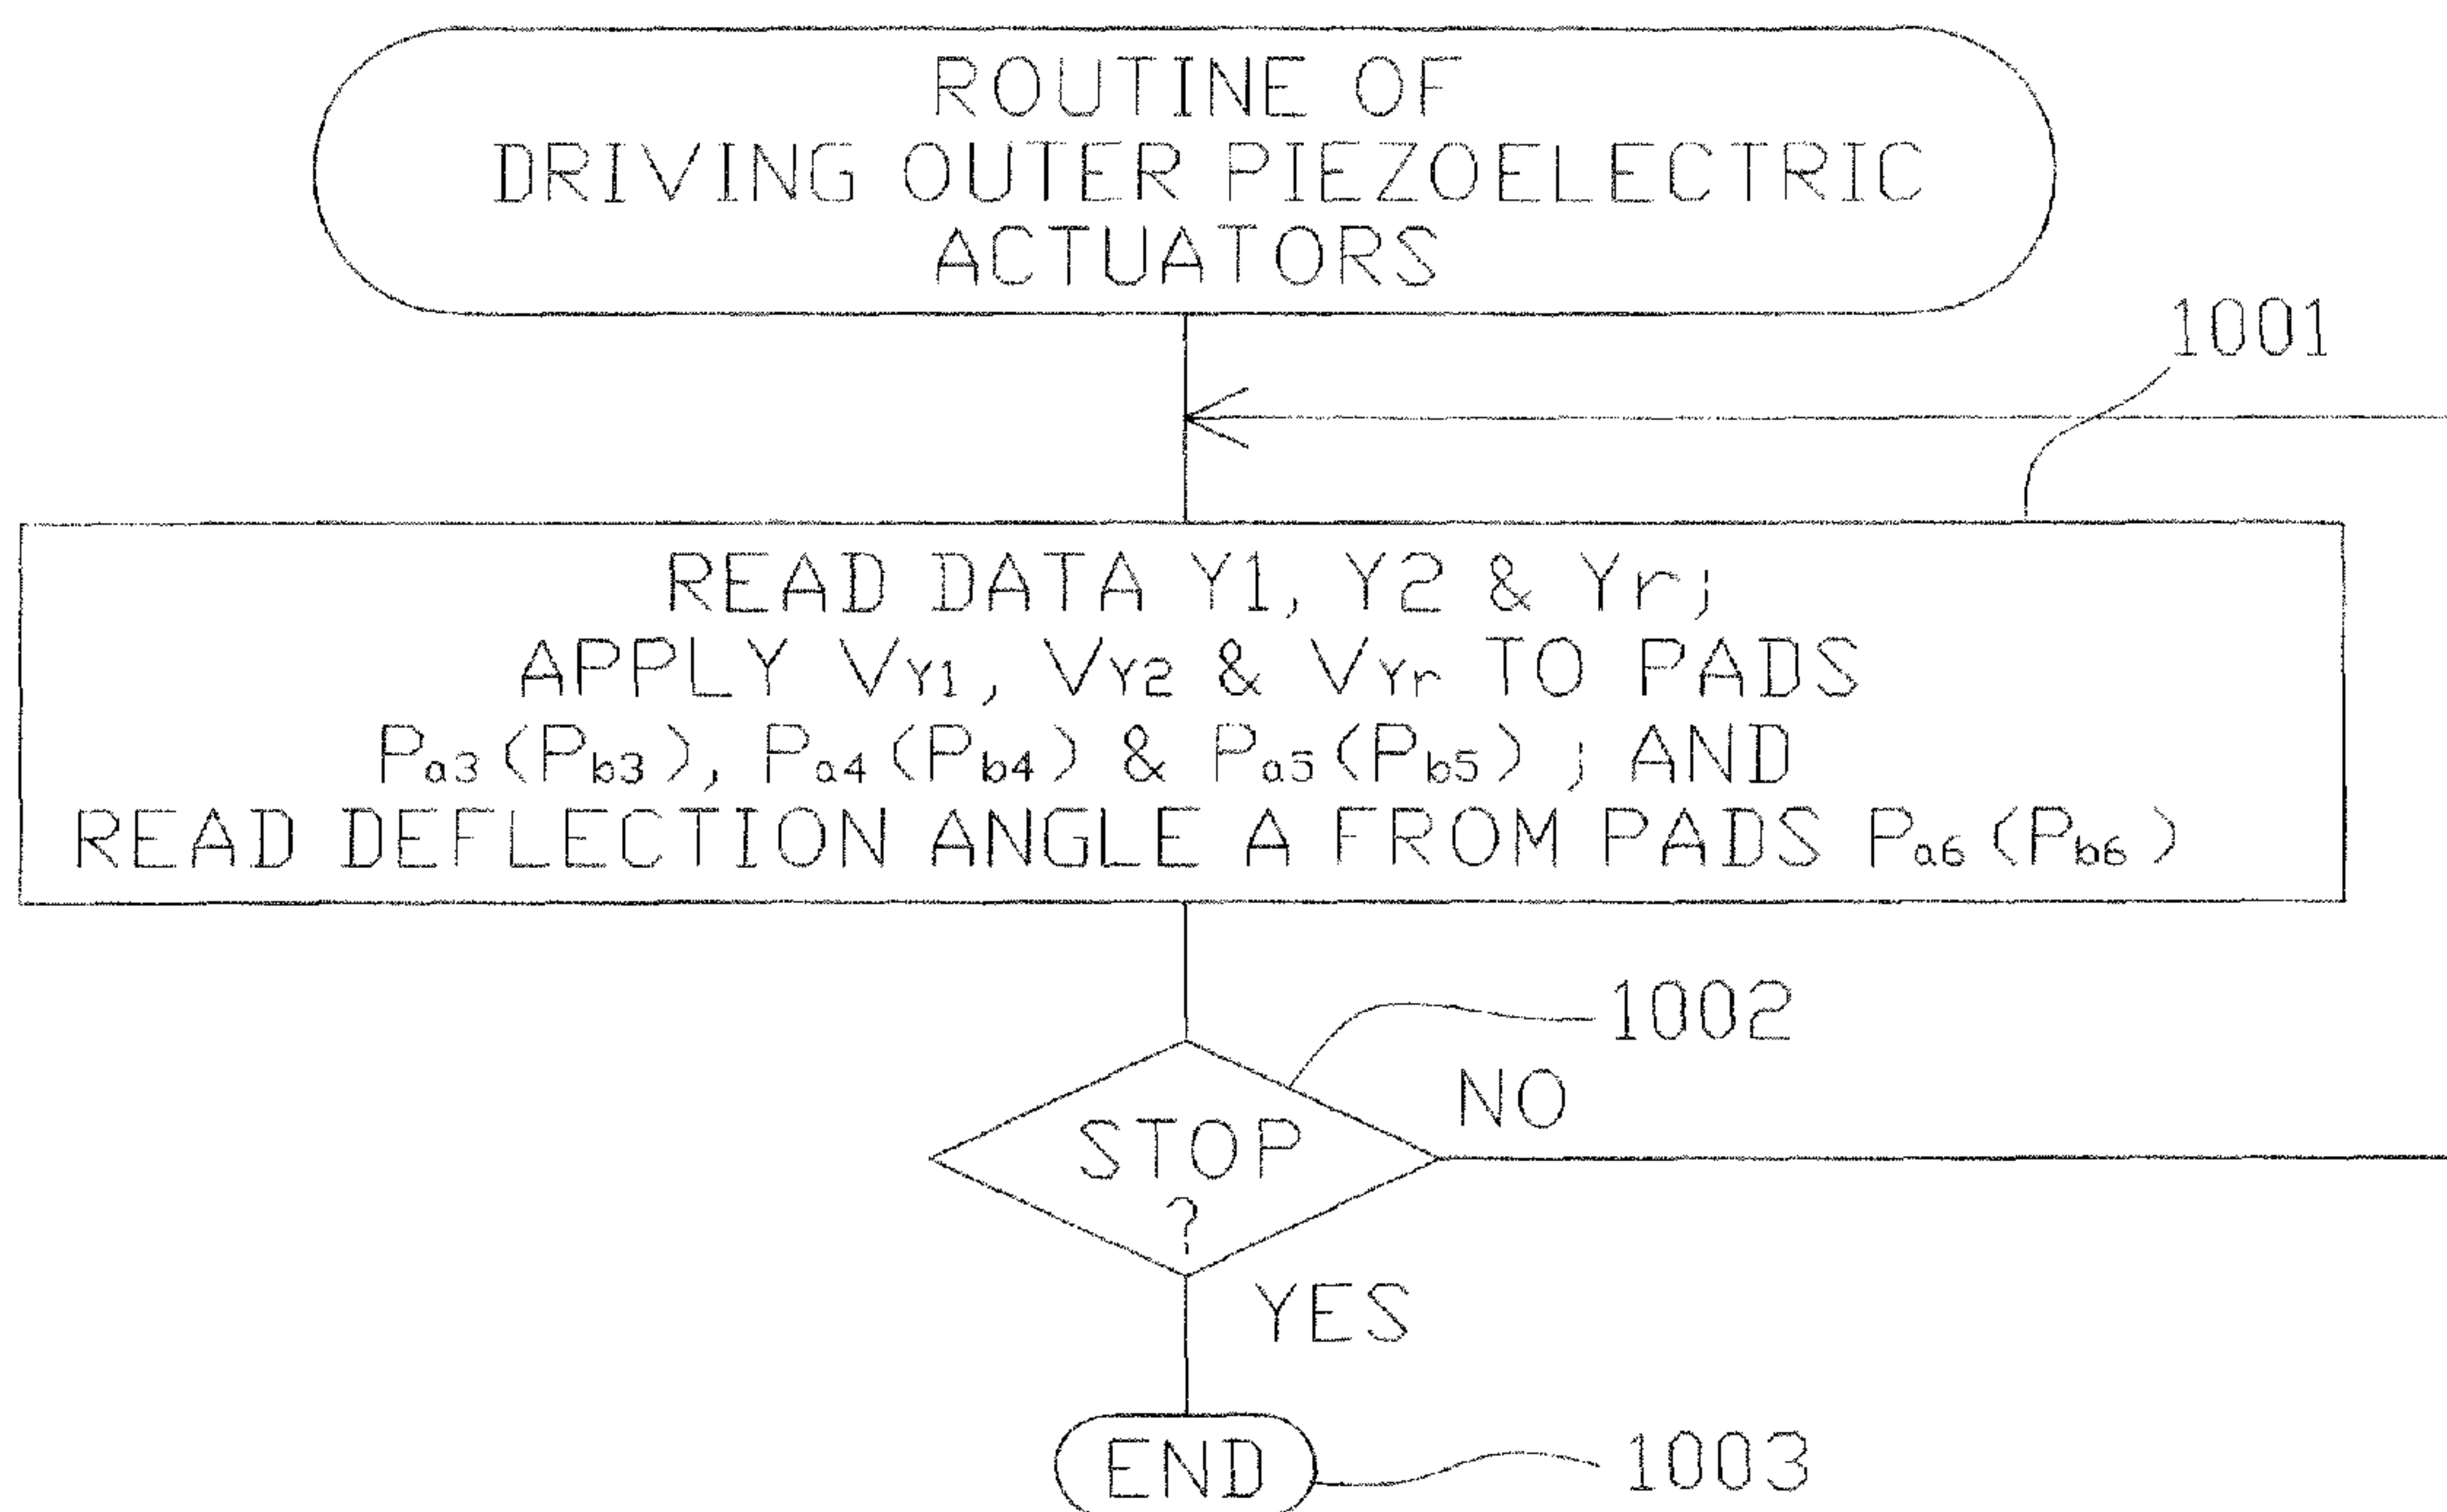 ROUTINE OF
DRIVING OUTER PIEZOELECTRIC
ACTUATORS
1001
READ DATA Y1, Y2 & Yr;
APPLY VY1, VY2 & VYr TO PADS
Pa3(Pb3), Pa4(Pb4) & Pa5(Pb5); AND
READ DEFLECTION ANGLE A FROM PADS Pa6(Pb6)
1002
NO
STOP
?
YES
END
1003